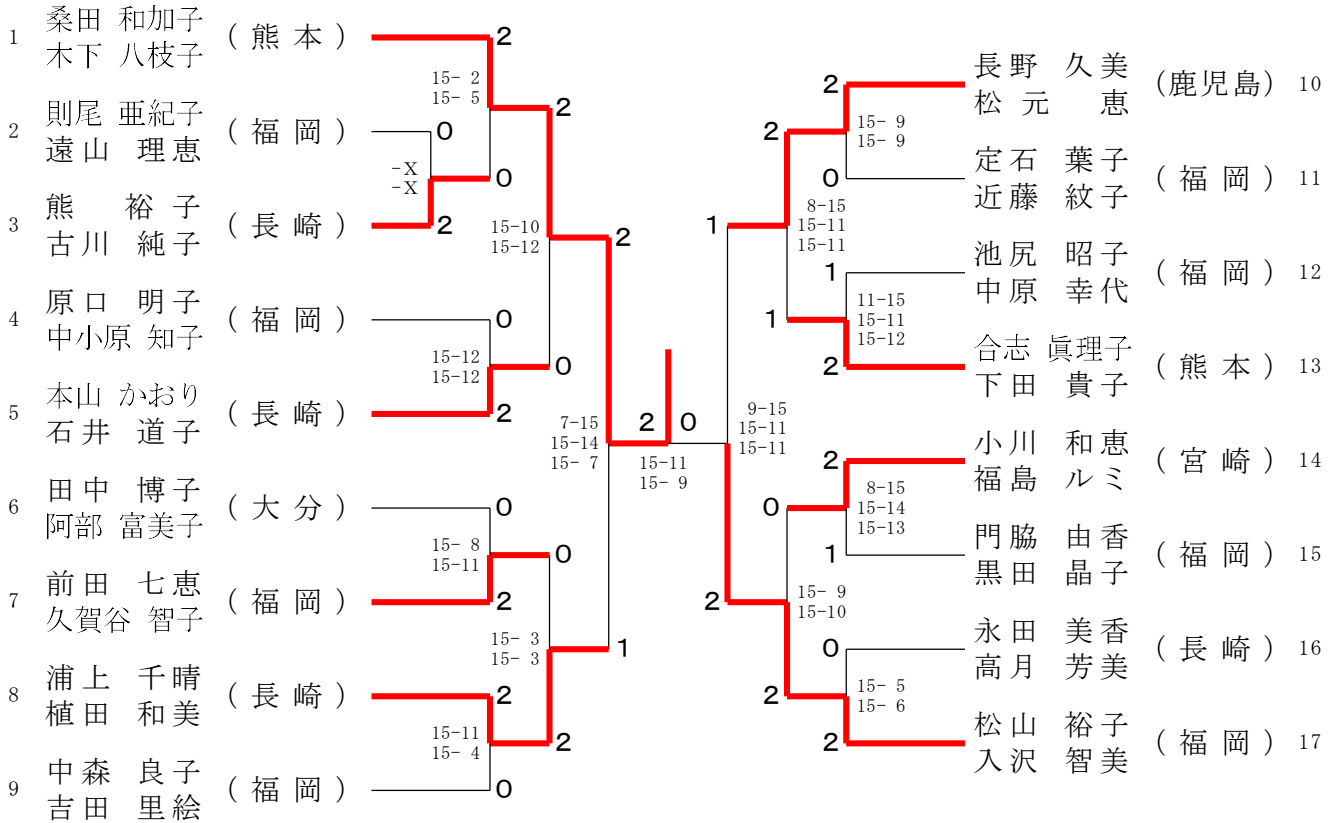 1 桑田 和加子 (熊本)
木下 八枝子
2 則尾 亜紀子 (福岡)
遠山 理恵
3 熊 裕子 (長崎)
古川 純子
4 原口 明子 (福岡)
中小原 知子
5 本山 かおり (長崎)
石井 道子
6 田中 博子 (大分)
阿部 富美子
7 前田 七恵 (福岡)
久賀谷 智子
8 浦上 千晴 (長崎)
植田 和美
9 中森 良子 (福岡)
吉田 里絵
2
15- 2
15- 5
2
0
-X
-X
0
2
15-10
15-12
2
0
15-12
15-12
0
2
7-15
15-14
15- 7
0
15- 8
15-11
0
2
15- 3
15- 3
1
2
15-11
15- 4
2
0
2 0
15-11
15- 9
2
2
15- 9
15- 9
0
1
8-15
15-11
15-11
1
11-15
15-11
15-12
1
2
9-15
15-11
15-11
2
0
8-15
15-14
15-13
1
2
15- 9
15-10
0
2
15- 5
15- 6
2
長野 久美 (鹿児島) 10
松元 恵
定石 葉子 (福岡) 11
近藤 紋子
池尻 昭子 (福岡) 12
中原 幸代
合志 眞理子 (熊本) 13
下田 貴子
小川 和恵 (宮崎) 14
福島 ルミ
門脇 由香 (福岡) 15
黒田 晶子
永田 美香 (長崎) 16
高月 芳美
松山 裕子 (福岡) 17
入沢 智美